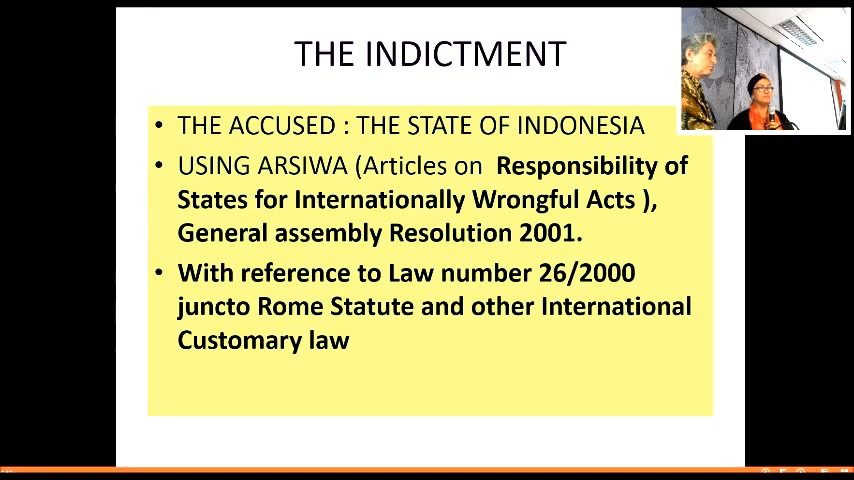 THE INDICTMENT
• THE ACCUSED : THE STATE OF INDONESIA
• USING ARSIWA (Articles on Responsibility of
States for Internationally Wrongful Acts ),
General assembly Resolution 2001.
• With reference to Law number 26/2000
juncto Rome Statute and other International
Customary law